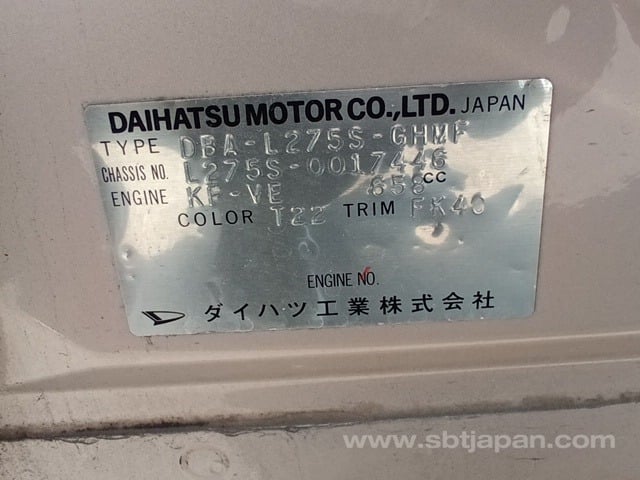 DAIHATSU MOTOR CO.,LTD. JAPAN
TYPE DBA-L275S-GHMF
CHASSIS NO. L275S-0017446
ENGINE KF-VE 658CC
COLOR T22 TRIM FK40
ENGINE NO.
ダイハツ工業株式会社
www.sbtjapan.com